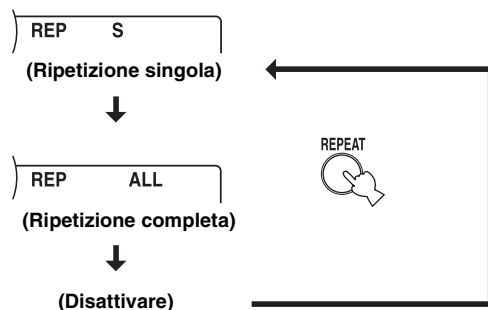 REP S
(Ripetizione singola)
REPEAT
REP ALL
(Ripetizione completa)
(Disattivare)